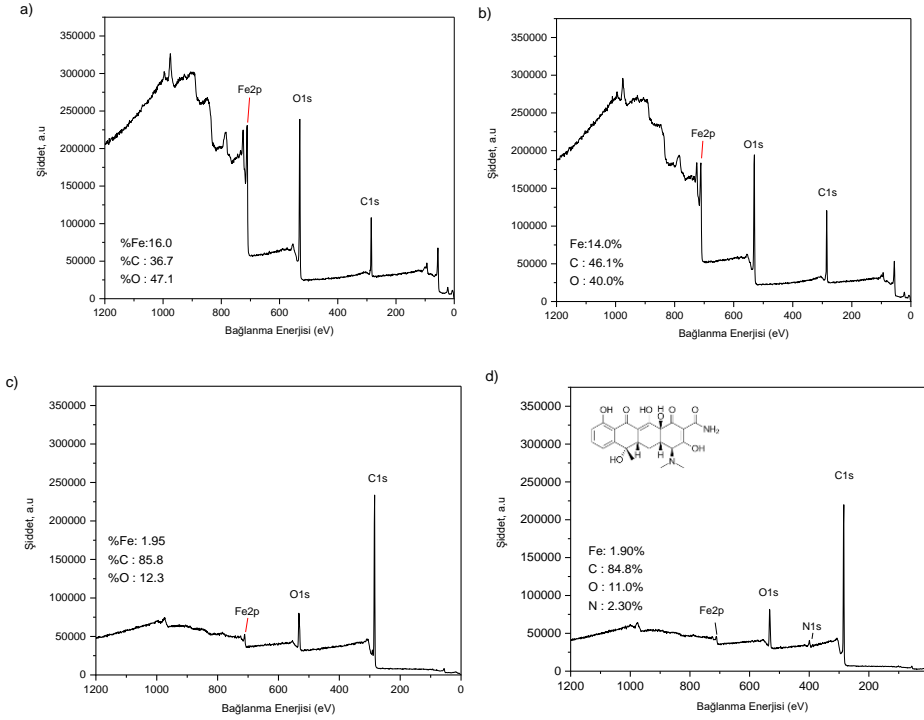 a)
350000
300000
250000
200000
150000
100000
50000
0
1200
1000
800
600
400
200
0
Şiddet, a.u
Bağlanma Enerjisi (eV)
Fe2p
O1s
C1s
%Fe:16.0
%C : 36.7
%O : 47.1
b)
350000
300000
250000
200000
150000
100000
50000
0
1200
1000
800
600
400
200
0
Şiddet, a.u
Bağlanma Enerjisi (eV)
Fe2p
O1s
C1s
Fe:14.0%
C : 46.1%
O : 40.0%
c)
350000
300000
250000
200000
150000
100000
50000
0
1200
1000
800
600
400
200
0
Şiddet, a.u
Bağlanma Enerjisi (eV)
C1s
O1s
Fe2p
%Fe: 1.95
%C : 85.8
%O : 12.3
d)
350000
300000
250000
200000
150000
100000
50000
0
1200
1000
800
600
400
200
0
Şiddet, a.u
Bağlanma Enerjisi (eV)
OH
O
OH
OH
O
O
NH2
OH
HO
H
H
N
C1s
O1s
Fe2p
N1s
Fe: 1.90%
C : 84.8%
O : 11.0%
N : 2.30%